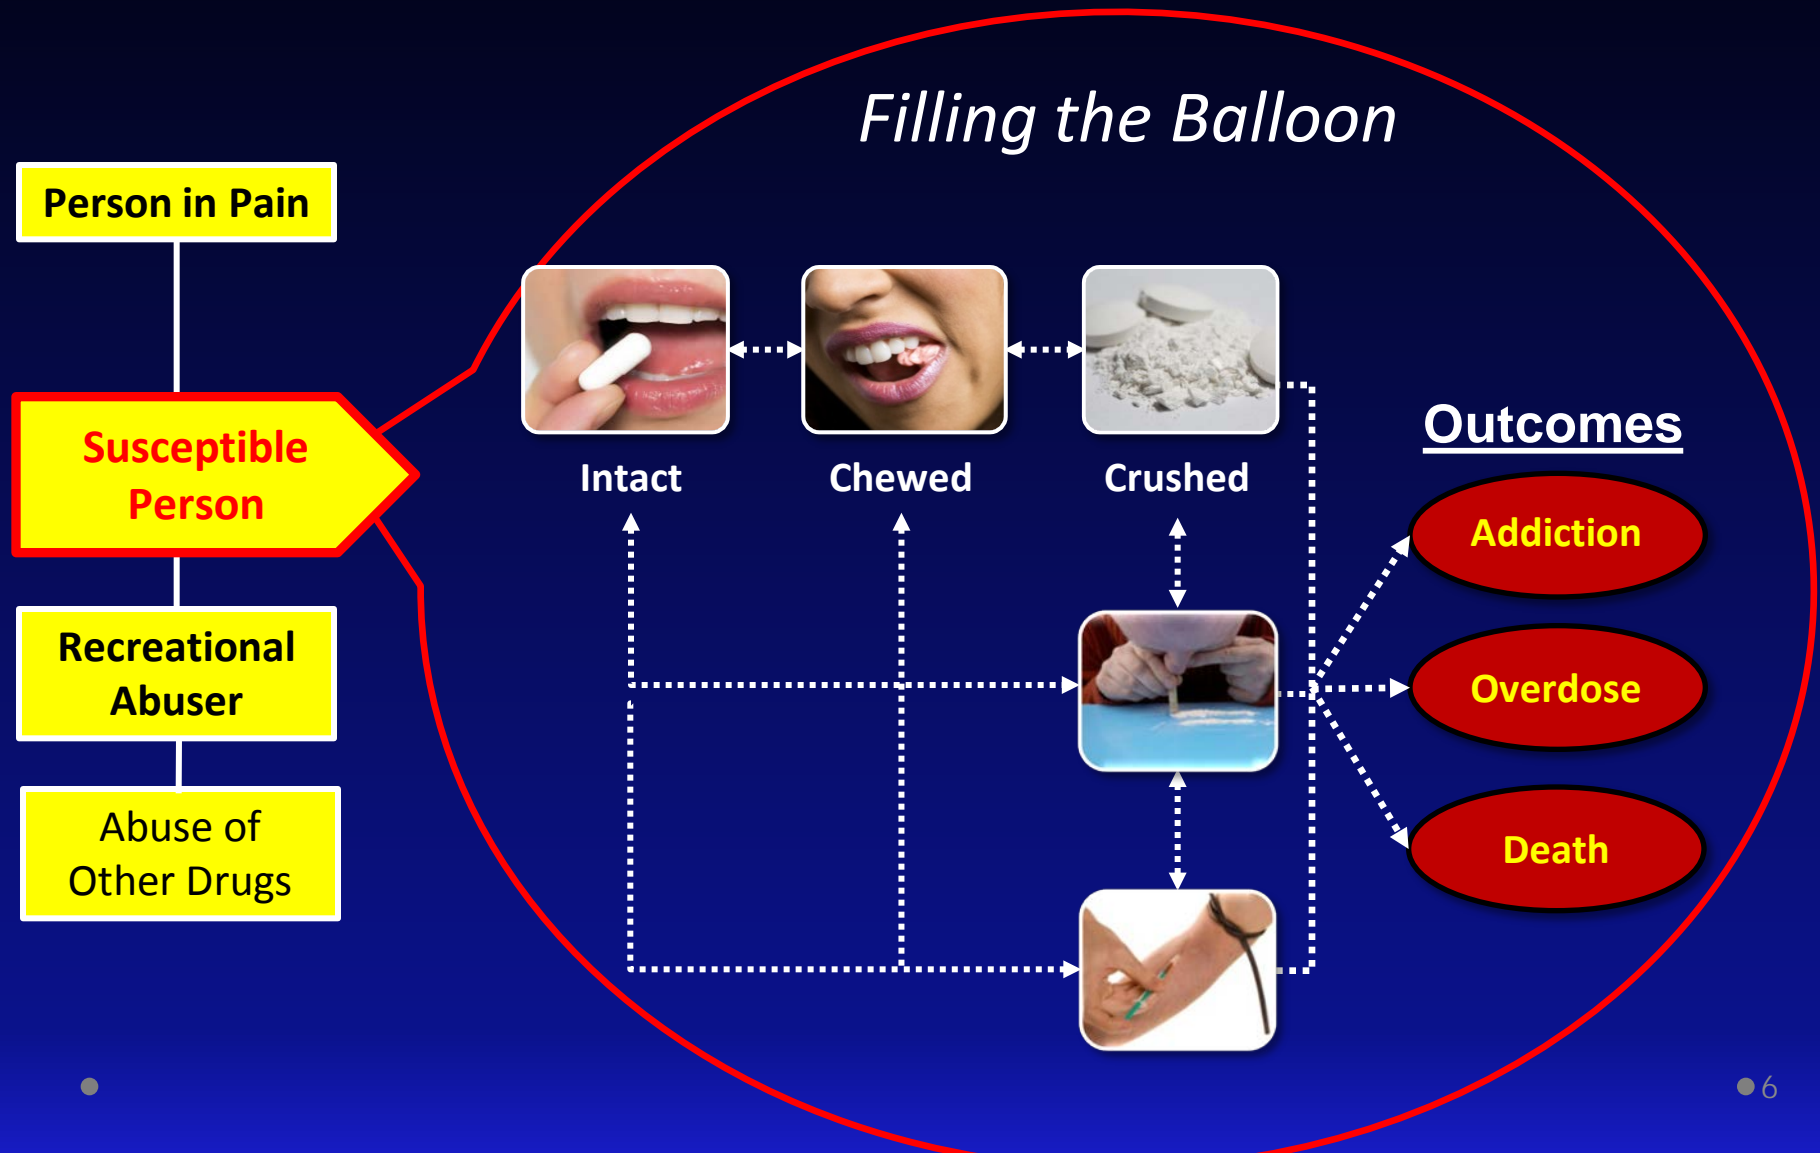 Filling the Balloon
Person in Pain
Susceptible
Person
Recreational
Abuser
Abuse of
Other Drugs
Intact
Chewed
Crushed
Outcomes
Addiction
Overdose
Death
6